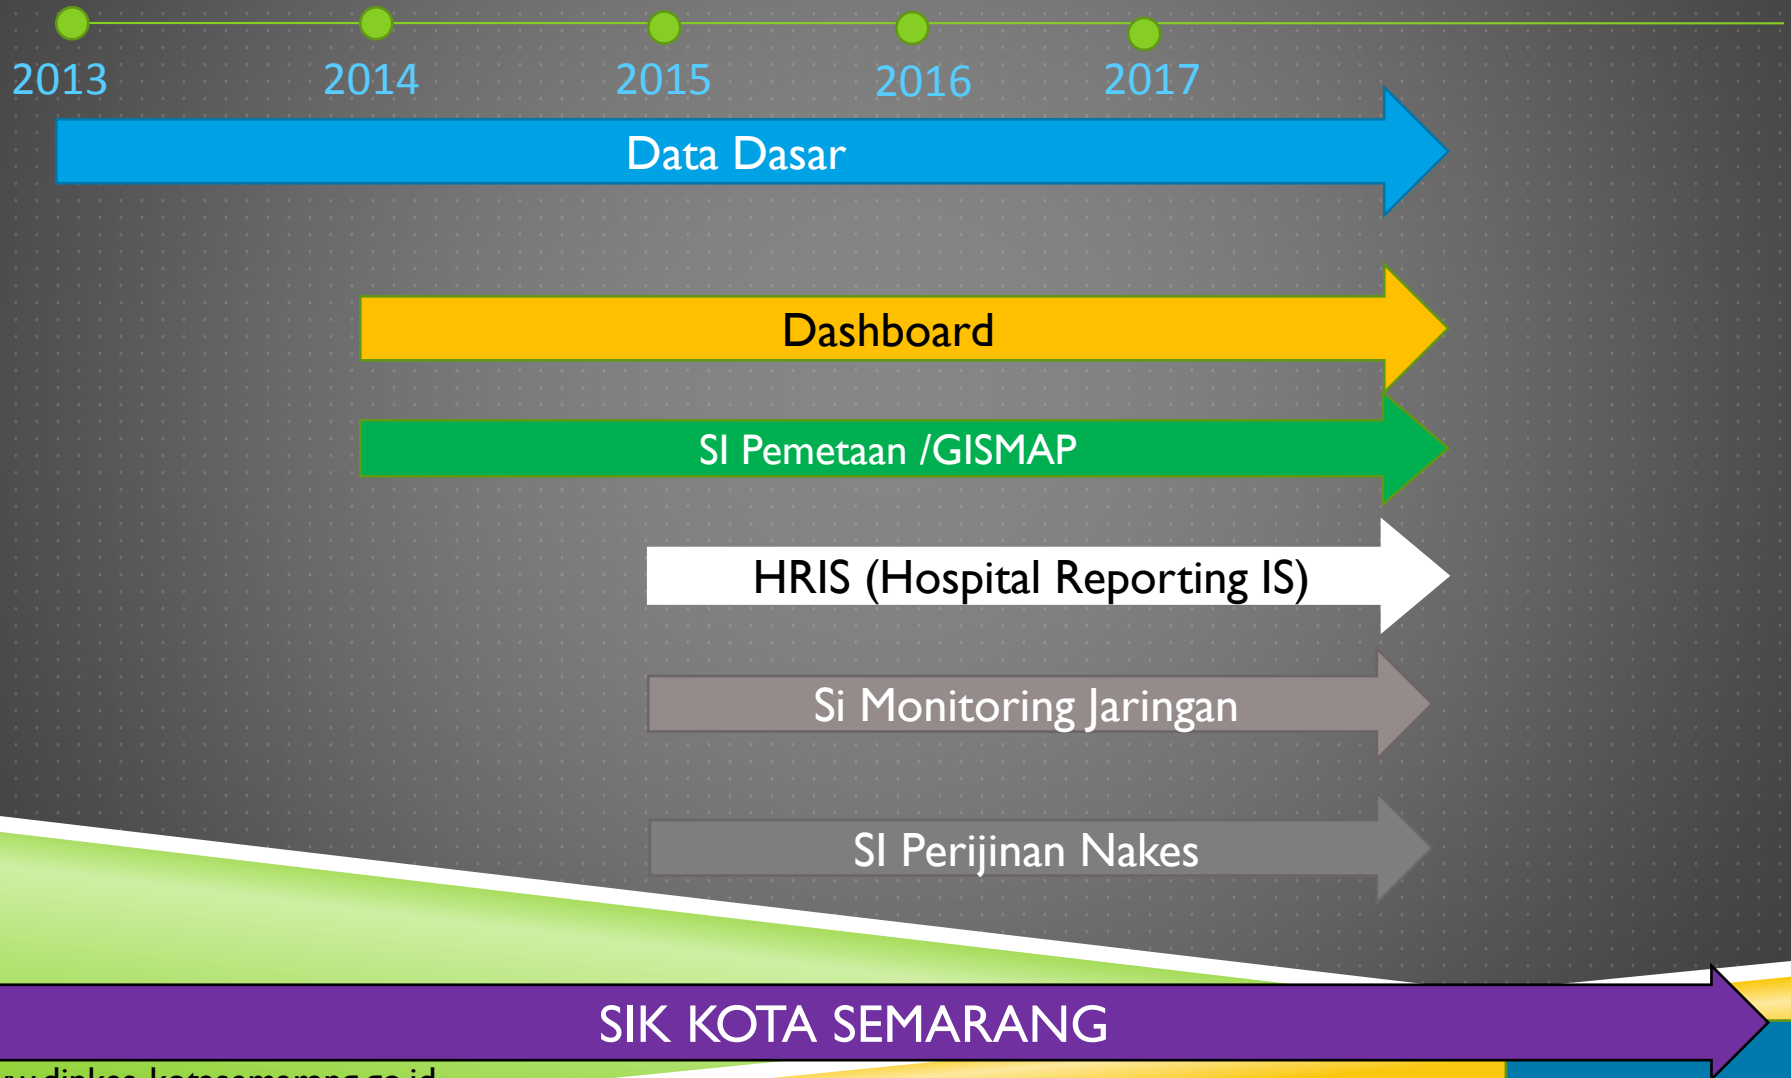 2013 2014 2015 2016 2017
Data Dasar
Dashboard
SI Pemetaan /GISMAP
HRIS (Hospital Reporting IS)
Si Monitoring Jaringan
SI Perijinan Nakes
SIK KOTA SEMARANG